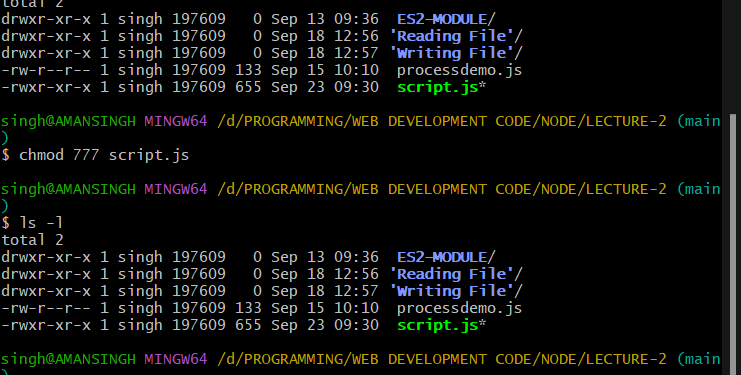 total 2
drwxr-xr-x 1 singh 197609   0 Sep 13 09:36  ES2-MODULE/
drwxr-xr-x 1 singh 197609   0 Sep 18 12:56 'Reading File'/
drwxr-xr-x 1 singh 197609   0 Sep 18 12:57 'Writing File'/
-rw-r--r-- 1 singh 197609 133 Sep 15 10:10  processdemo.js
-rwxr-xr-x 1 singh 197609 655 Sep 23 09:30  script.js*
singh@AMANSINGH MINGW64 /d/PROGRAMMING/WEB DEVELOPMENT CODE/NODE/LECTURE-2 (main
)
$ chmod 777 script.js
singh@AMANSINGH MINGW64 /d/PROGRAMMING/WEB DEVELOPMENT CODE/NODE/LECTURE-2 (main
)
$ ls -l
total 2
drwxr-xr-x 1 singh 197609   0 Sep 13 09:36  ES2-MODULE/
drwxr-xr-x 1 singh 197609   0 Sep 18 12:56 'Reading File'/
drwxr-xr-x 1 singh 197609   0 Sep 18 12:57 'Writing File'/
-rw-r--r-- 1 singh 197609 133 Sep 15 10:10  processdemo.js
-rwxr-xr-x 1 singh 197609 655 Sep 23 09:30  script.js*
singh@AMANSINGH MINGW64 /d/PROGRAMMING/WEB DEVELOPMENT CODE/NODE/LECTURE-2 (main
)